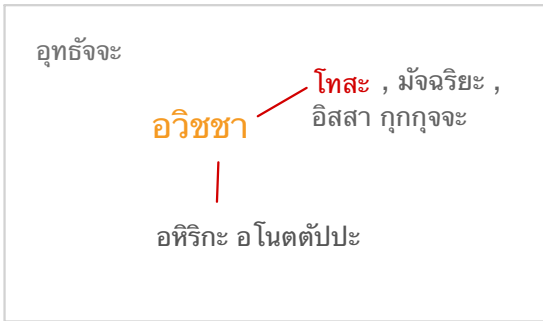 อุทธัจจะ
โทสะ , มัจฉริยะ ,
อิสสา กุกกุจจะ
อวิชชา
อหิริกะ อโนตตัปปะ